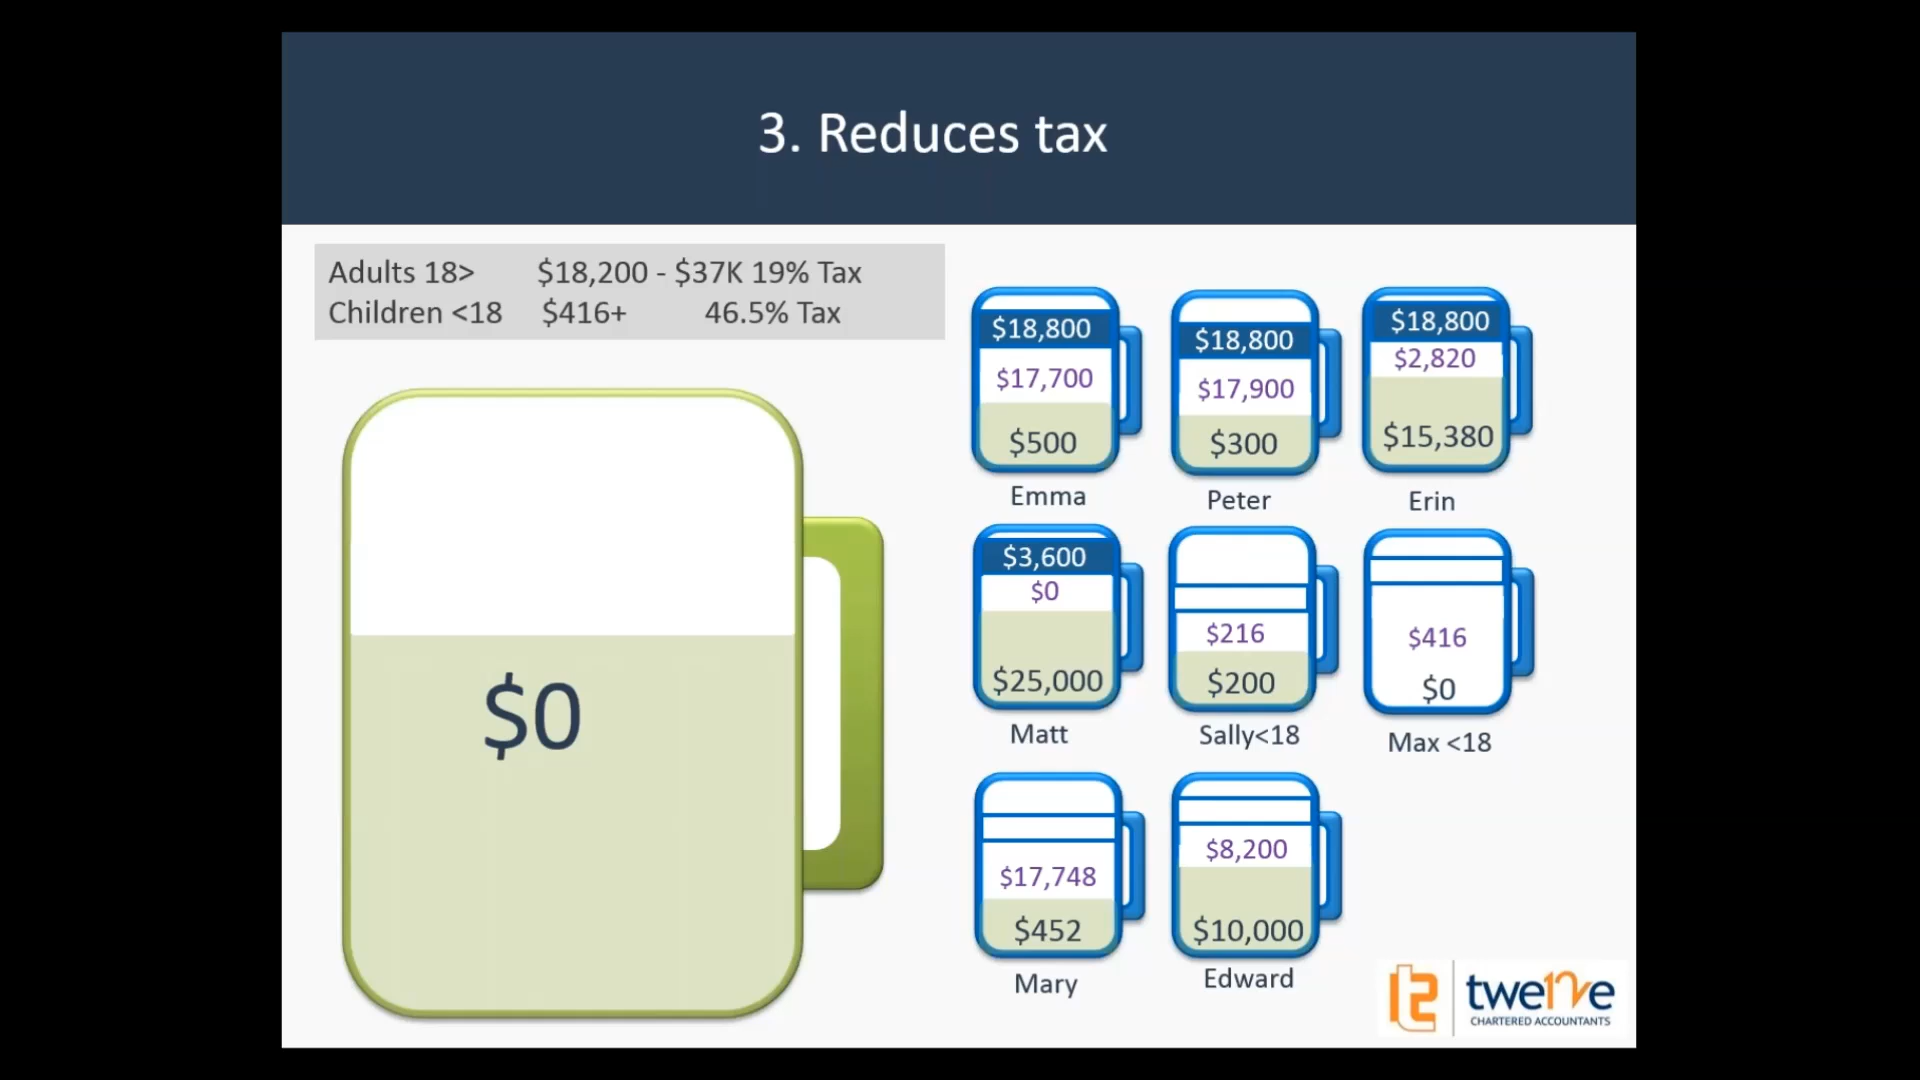 3. Reduces tax
Adults 18> $18,200 - $37K 19% Tax
Children <18 $416+ 46.5% Tax
$0
$18,800
$17,700
$500
Emma
$18,800
$17,900
$300
Peter
$18,800
$2,820
$15,380
Erin
$3,600
$0
$25,000
Matt
$216
$200
Sally<18
$416
$0
Max <18
$17,748
$452
Mary
$8,200
$10,000
Edward
12
twe12ve
CHARTERED ACCOUNTANTS